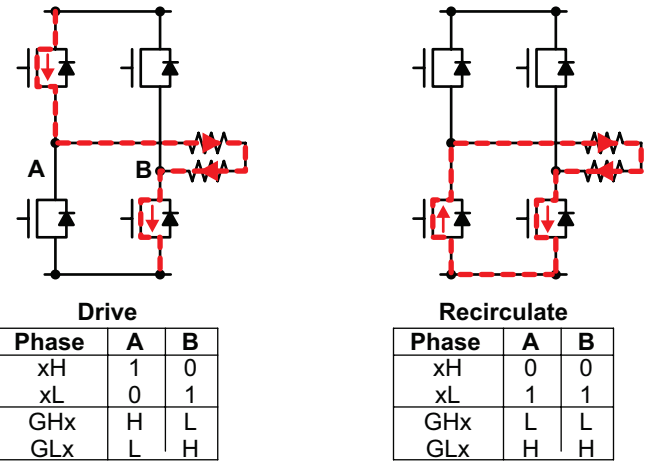 A B
Drive
Phase A B
xH 1 0
xL 0 1
GHx H L
GLx L H
Recirculate
Phase A B
xH 0 0
xL 1 1
GHx L L
GLx H H